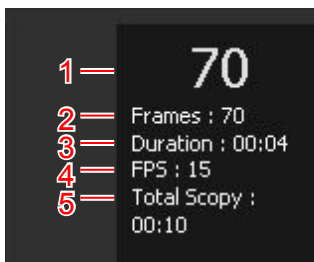 1 70
2 Frames : 70
3 Duration : 00:04
4 FPS : 15
5 Total Scopy :
00:10